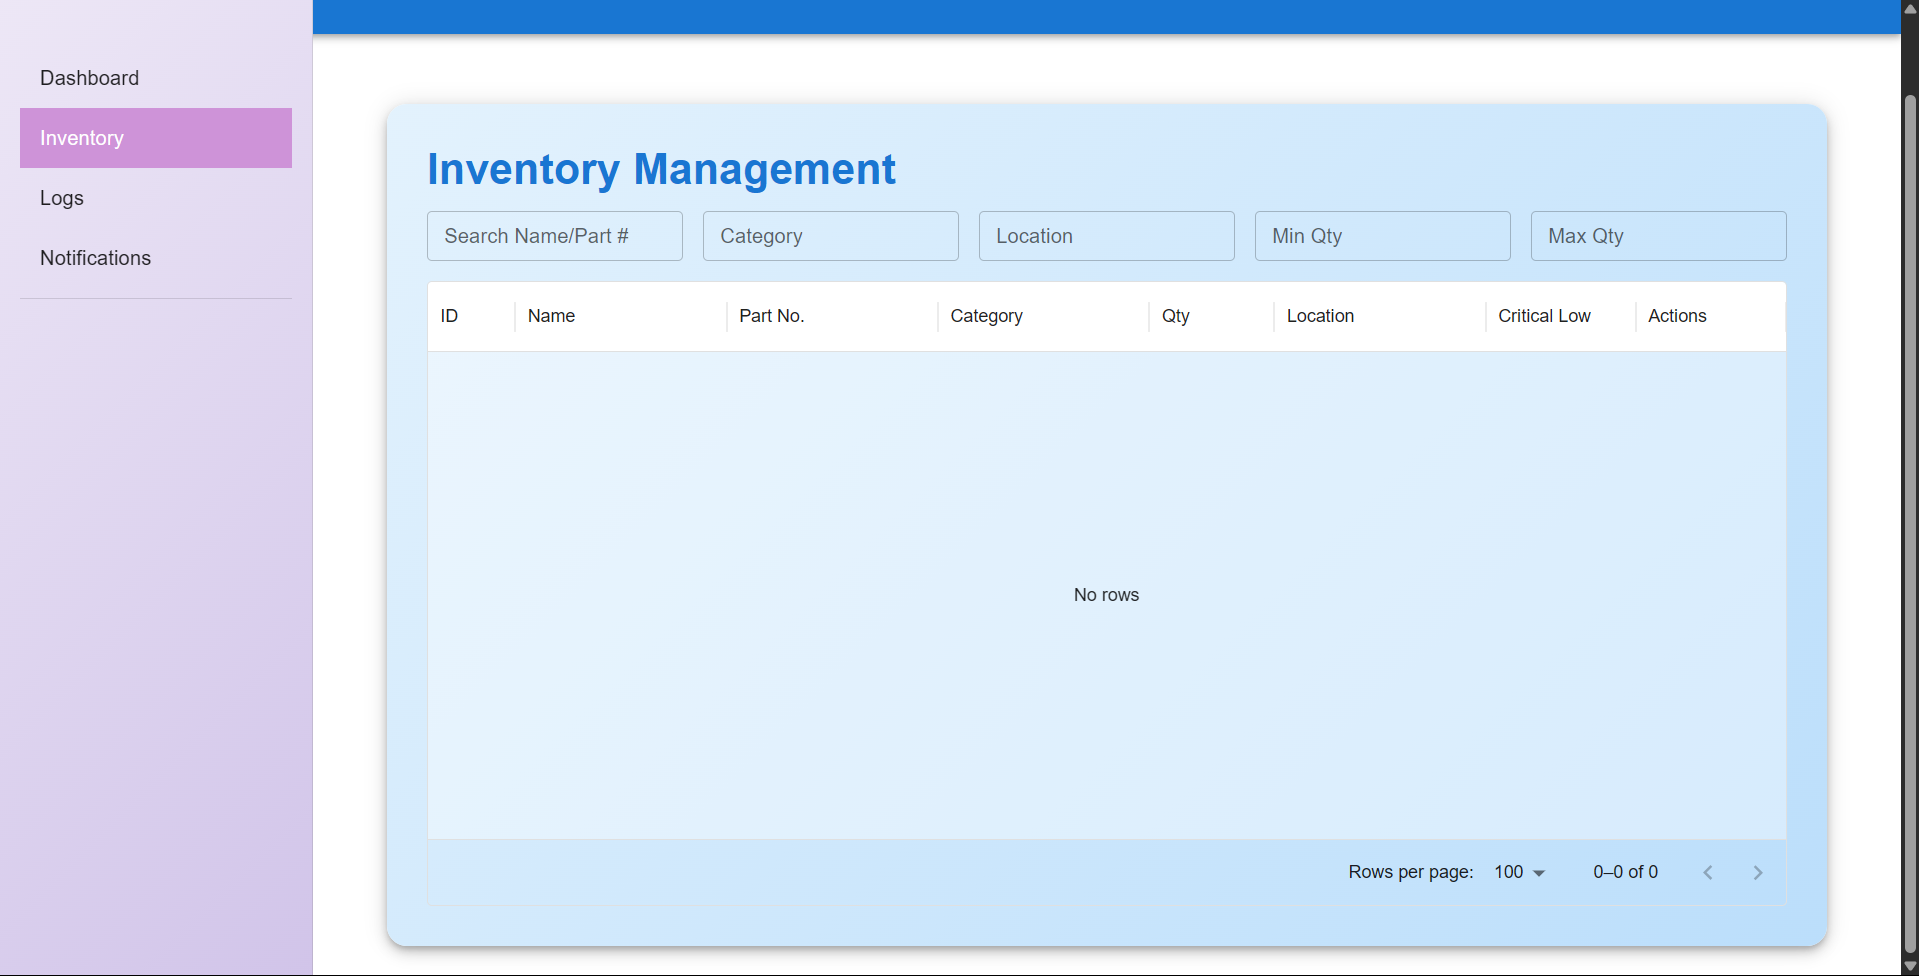 Dashboard
Inventory
Logs
Notifications
Inventory Management
Search Name/Part # Category Location Min Qty Max Qty
ID Name Part No. Category Qty Location Critical Low Actions
No rows
Rows per page: 100 0–0 of 0